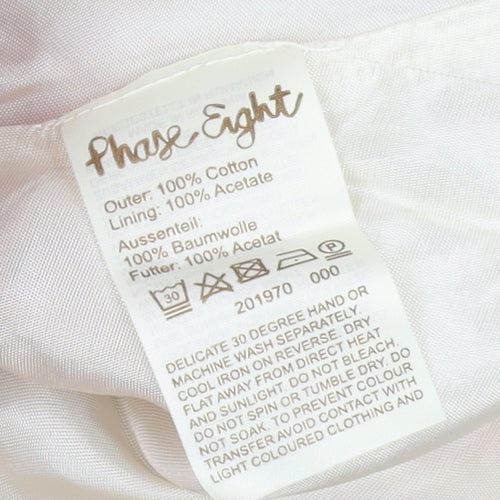 Phase Eight
Outer: 100% Cotton
Lining: 100% Acetate
Aussenteil:
100% Baumwolle
Futter: 100% Acetat
30
201970 000
DELICATE 30 DEGREE HAND OR
MACHINE WASH SEPARATELY.
COOL IRON ON REVERSE. DRY
FLAT AWAY FROM DIRECT HEAT
AND SUNLIGHT. DO NOT BLEACH.
DO NOT SPIN OR TUMBLE DRY. DO
NOT SOAK. TO PREVENT COLOUR
TRANSFER AVOID CONTACT WITH
LIGHT COLOURED CLOTHING AND